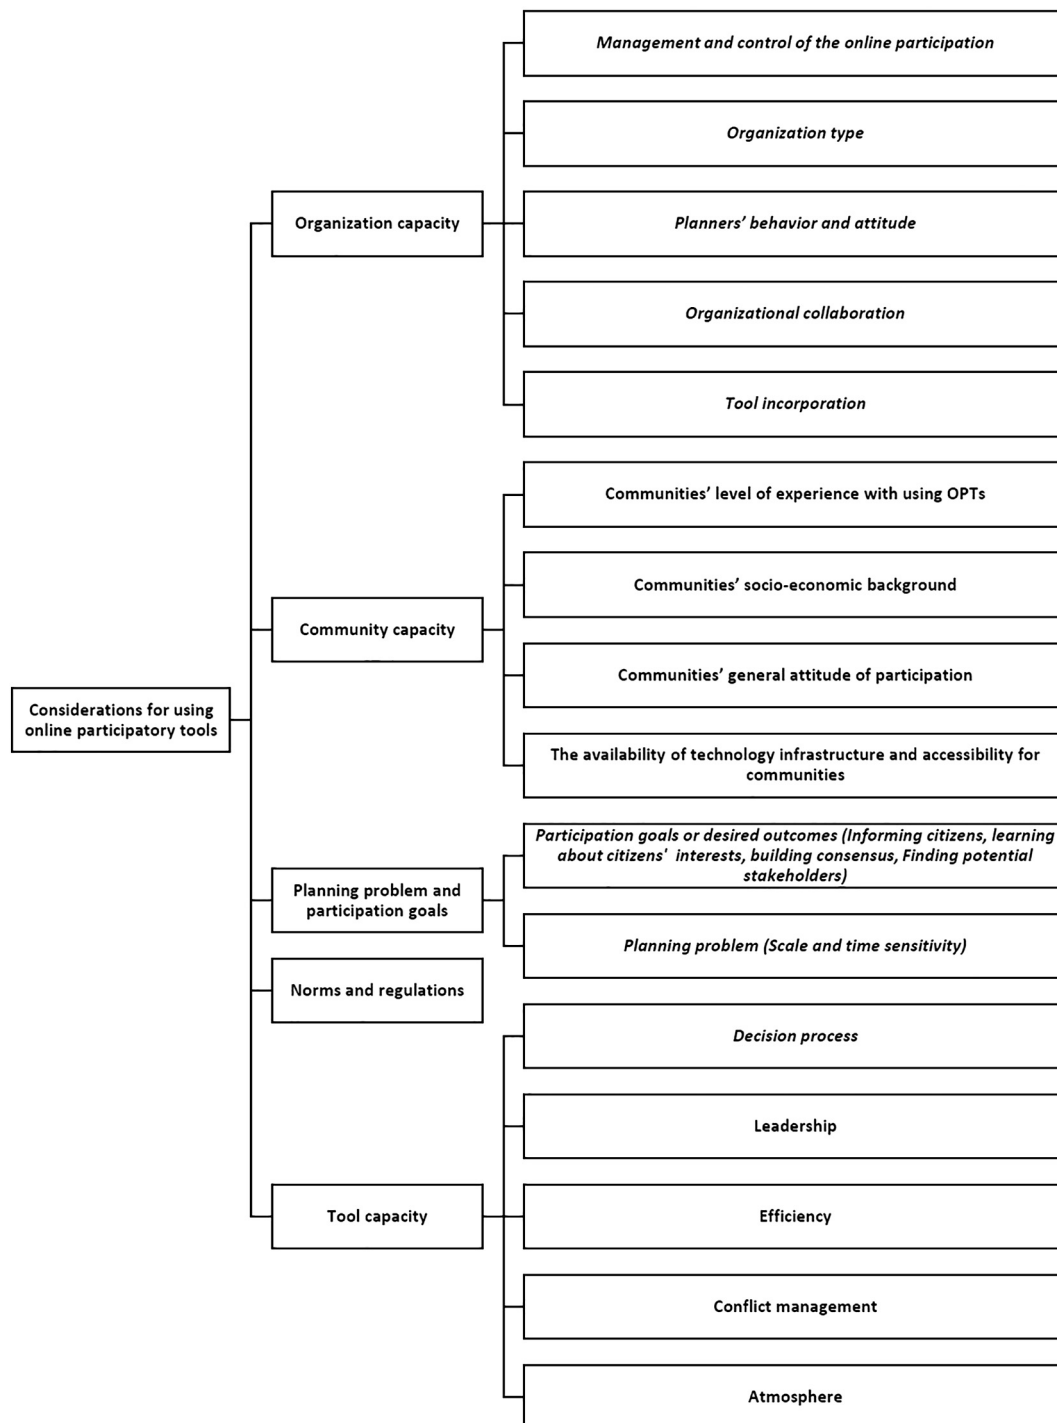 Management and control of the online participation
Organization type
Organization capacity
Planners’ behavior and attitude
Organizational collaboration
Tool incorporation
Communities’ level of experience with using OPTs
Communities’ socio-economic background
Community capacity
Communities’ general attitude of participation
Considerations for using
online participatory tools
The availability of technology infrastructure and accessibility for
communities
Participation goals or desired outcomes (Informing citizens, learning
about citizens' interests, building consensus, Finding potential
stakeholders)
Planning problem and
participation goals
Planning problem (Scale and time sensitivity)
Norms and regulations
Decision process
Leadership
Tool capacity
Efficiency
Conflict management
Atmosphere